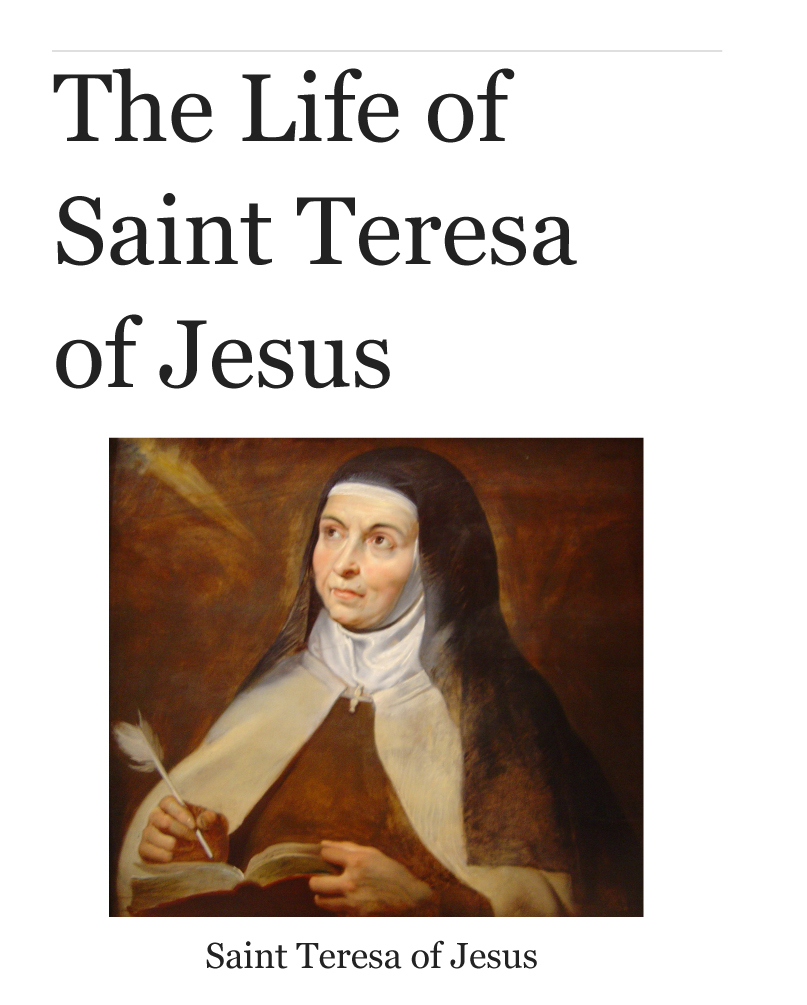 The Life of
Saint Teresa
of Jesus
Saint Teresa of Jesus